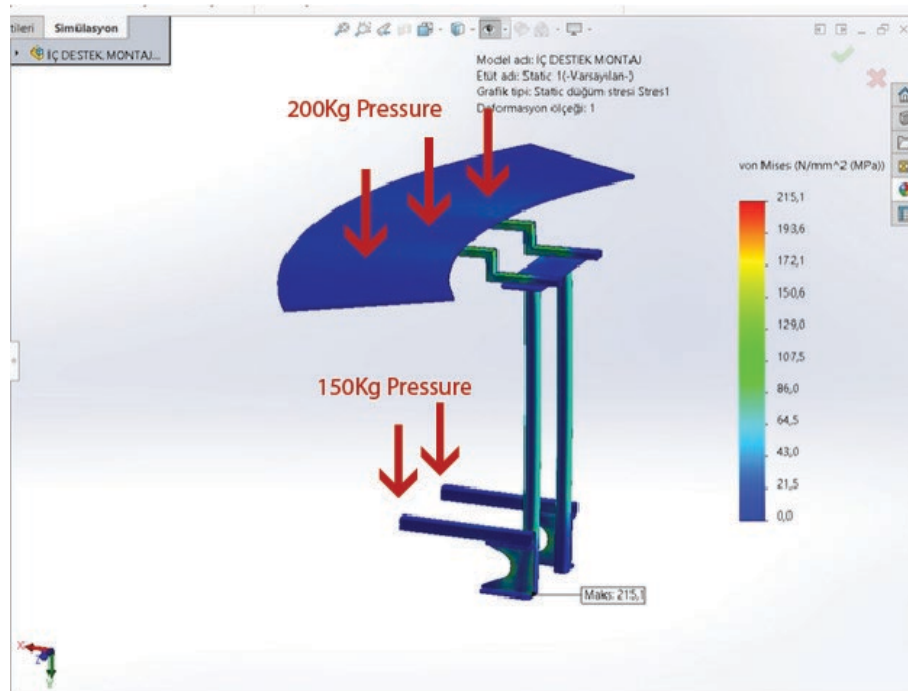 tileri
Simülasyon
İÇ DESTEK MONTAJ...
Model adı: İÇ DESTEK MONTAJ
Etüt adı: Static 1(-Varsayılan-)
Grafik tipi: Static düğüm stresi Stres1
Deformasyon ölçeği: 1
200Kg Pressure
von Mises (N/mm^2 (MPa))
215,1
193,6
172,1
150,6
129,0
107,5
86,0
64,5
43,0
21,5
0,0
150Kg Pressure
Maks: 215,1
X
Z
Y